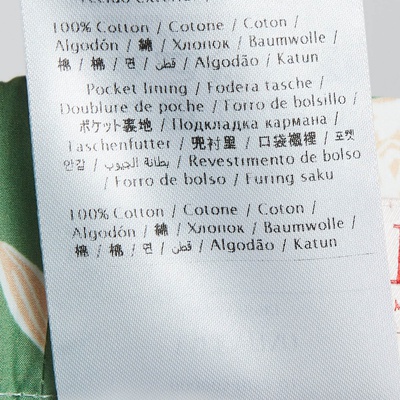 100% Cotton / Cotone / Coton /
Algodón / 綿 / Хлопок / Baumwolle /
棉 / 棉 / 면 / قطن / Algodão / Katun
Pocket lining / Fodera tasche /
Doublure de poche / Forro de bolsillo /
ポケット裏地 / Подкладка кармана /
Taschenfutter / 兜衬里 / 口袋襯裡 / 포켓
안감 / بطانة الجيوب / Revestimento de bolso
/ Forro de bolso / Furing saku
100% Cotton / Cotone / Coton /
Algodón / 綿 / Хлопок / Baumwolle /
棉 / 棉 / 면 / قطن / Algodão / Katun